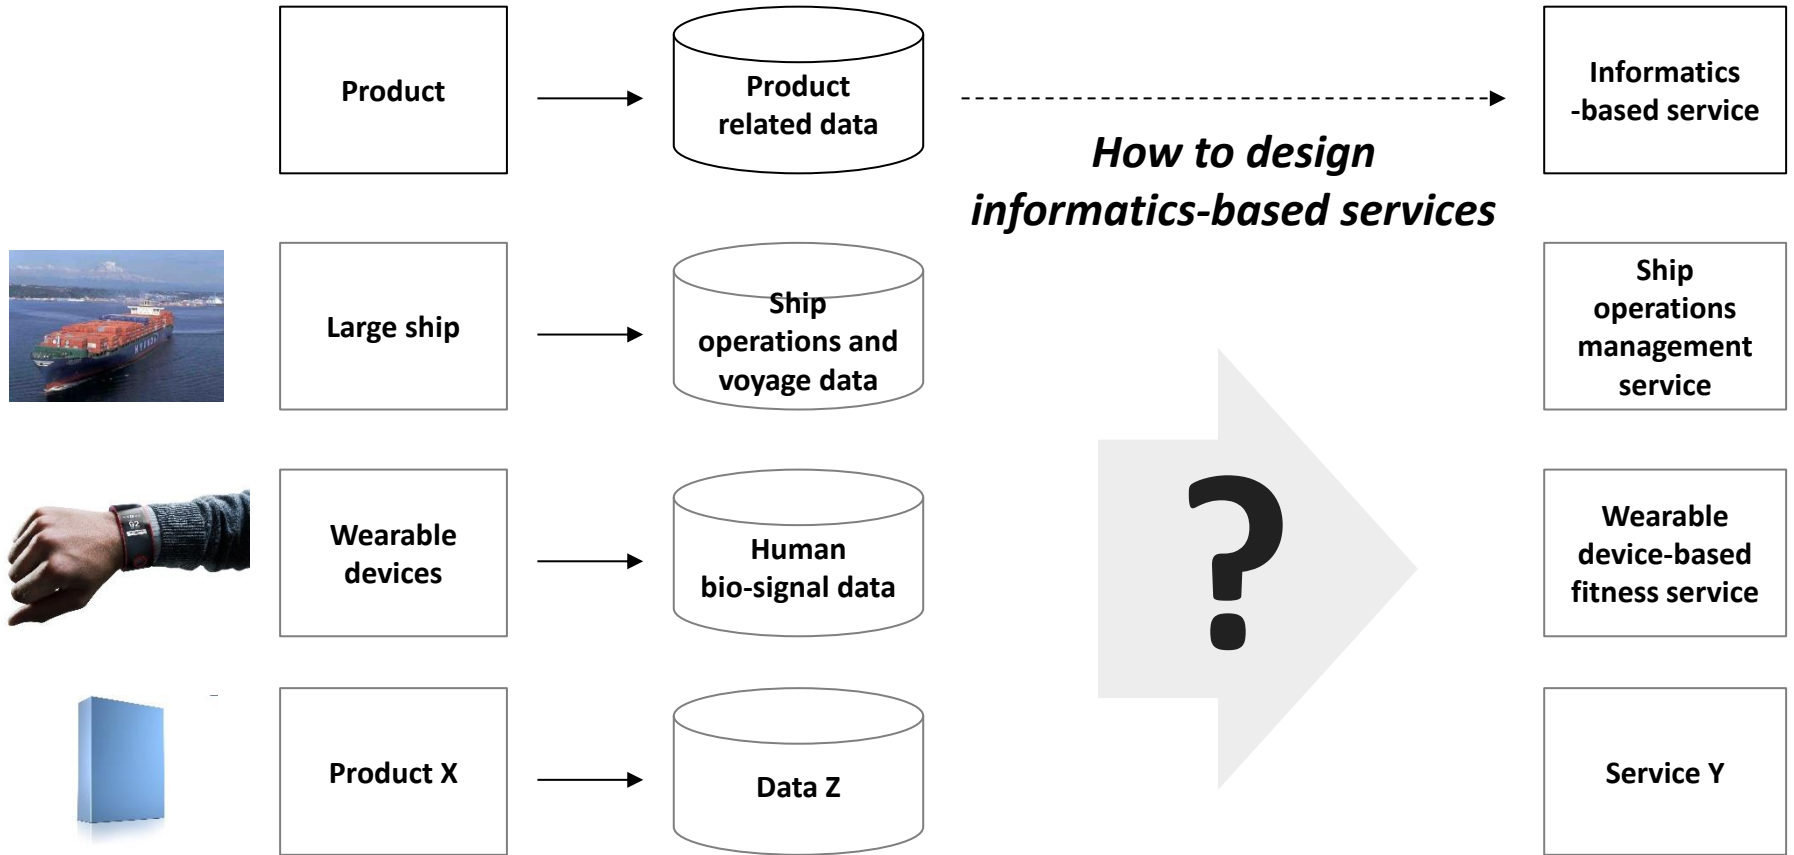 Product
Product
related data
Informatics
-based service
How to design
informatics-based services
HYUNDAI
Large ship
Ship
operations and
voyage data
Ship
operations
management
service
92
Wearable
devices
Human
bio-signal data
?
Wearable
device-based
fitness service
Product X
Data Z
Service Y